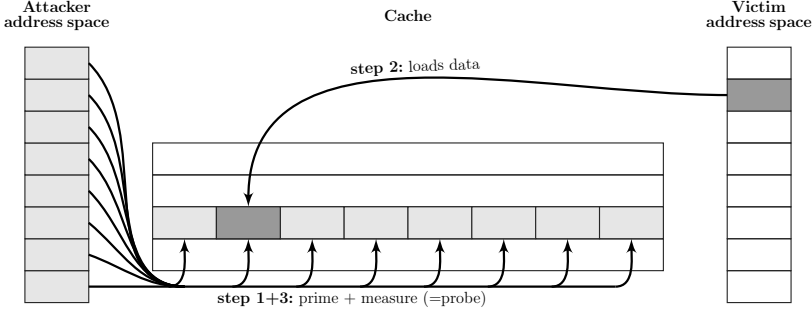 Attacker
address space
Cache
Victim
address space
step 2: loads data
step 1+3: prime + measure (=probe)